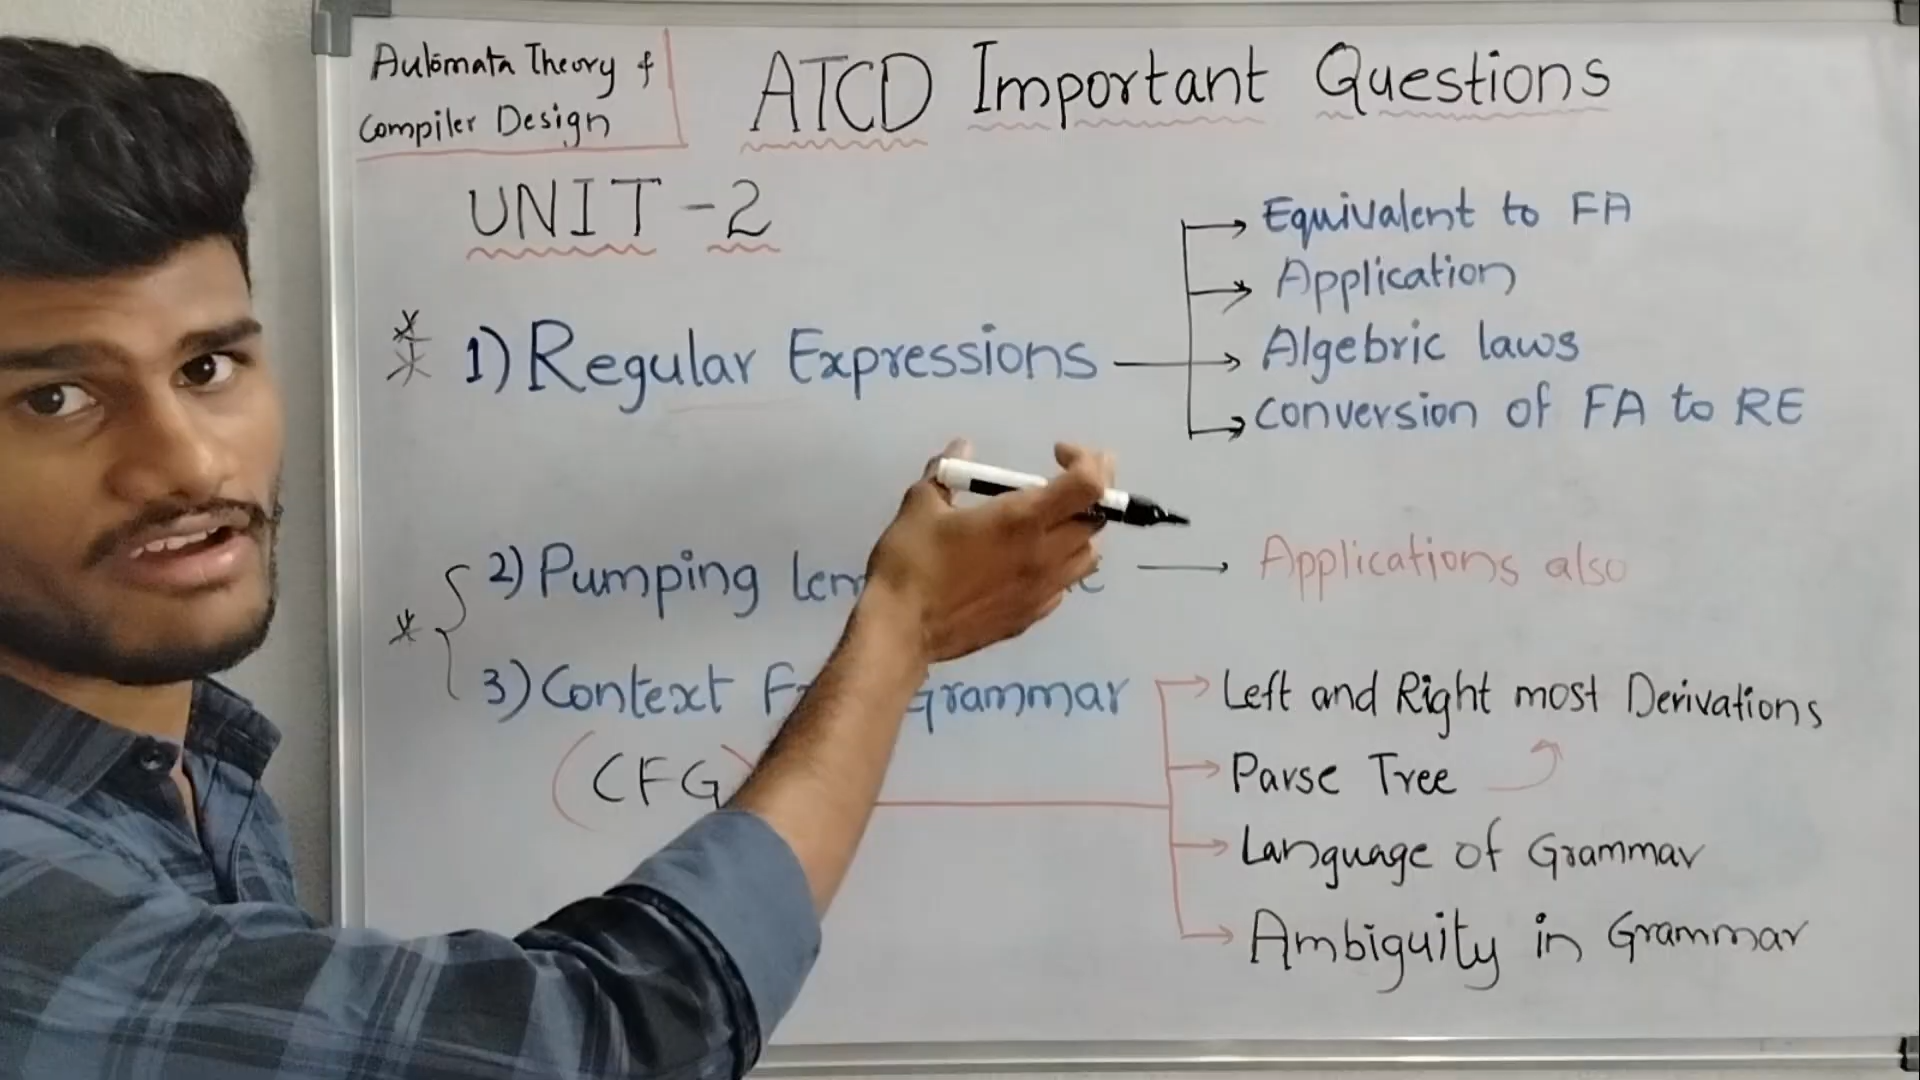 Automata Theory &
Compiler Design
ATCD Important Questions
UNIT - 2
1) Regular Expressions
Equivalent to FA
Application
Algebric laws
Conversion of FA to RE
2) Pumping
Applications also
3) Context Grammar
(CFG)
Left and Right most Derivations
Parse Tree
Language of Grammar
Ambiguity in Grammar